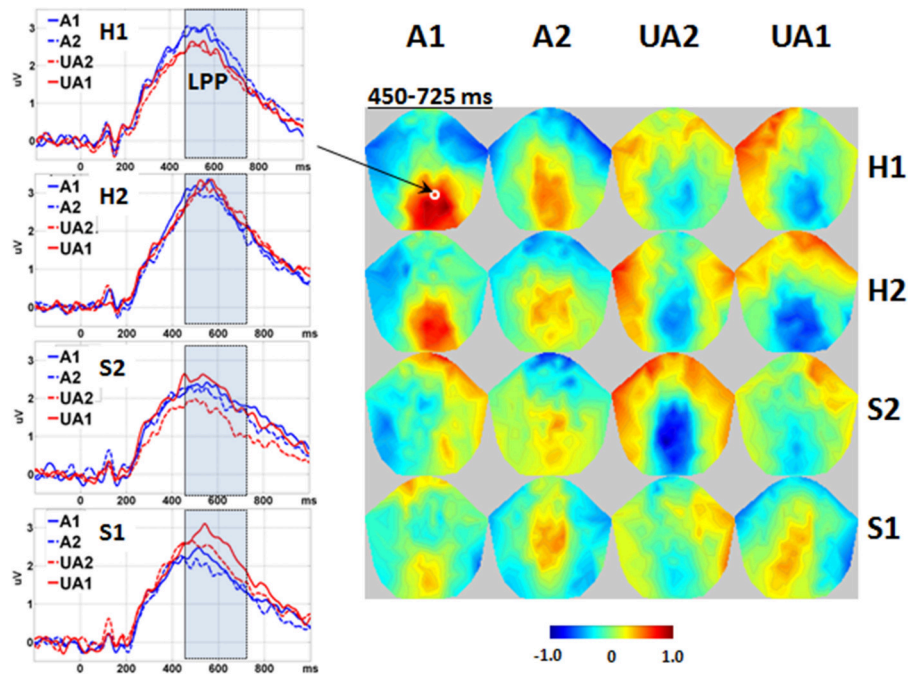 H1
A1
A2
UA2
UA1
LPP
uV
3
2
1
0
0 200 400 600 800 ms
H2
A1
A2
UA2
UA1
uV
3
2
1
0
0 200 400 600 800
ms
S2
A1
A2
UA2
UA1
uV
3
2
1
0
0 200 400 600 800 ms
S1
A1
A2
UA2
UA1
uV
3
2
1
0
0 200 400 600 800 ms
A1 A2 UA2 UA1
450-725 ms
H1
H2
S2
S1
-1.0 0 1.0